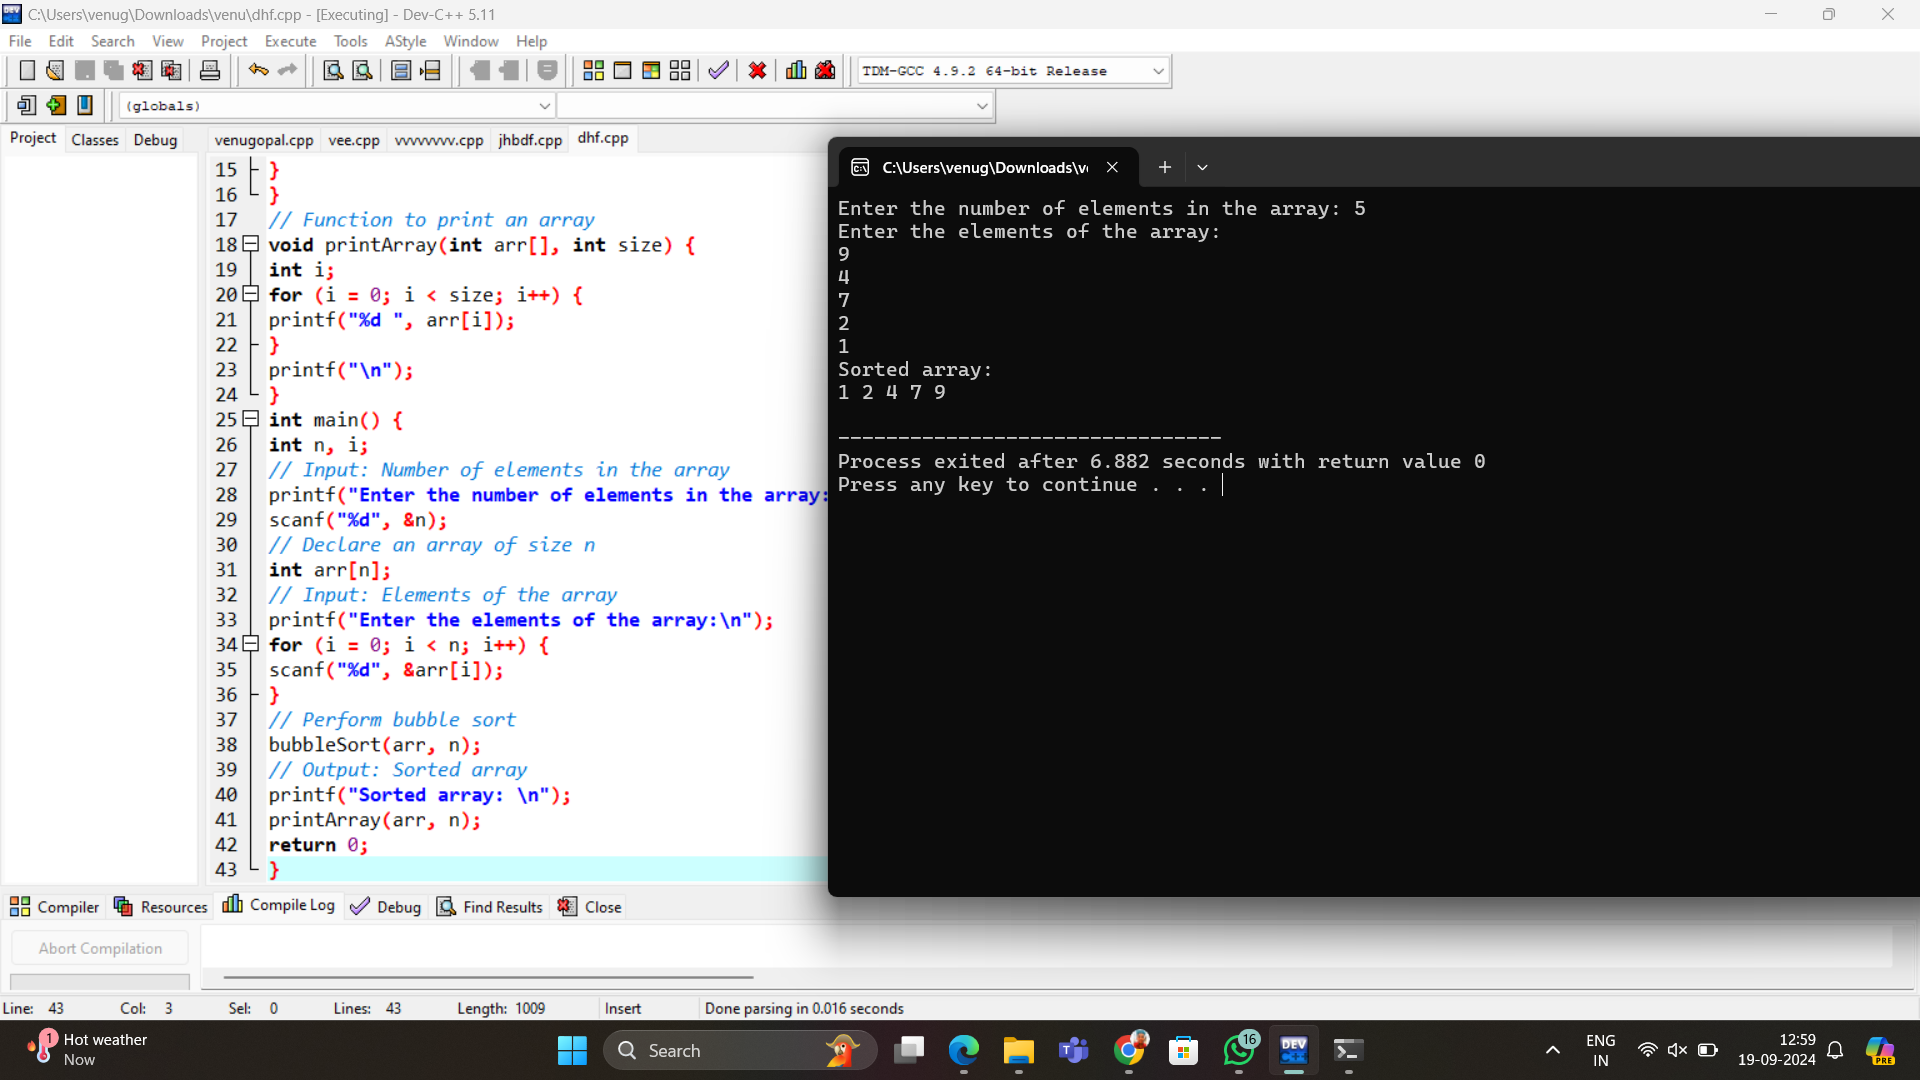 C:\Users\venug\Downloads\venu\dhf.cpp - [Executing] - Dev-C++ 5.11
File Edit Search View Project Execute Tools AStyle Window Help
TDM-GCC 4.9.2 64-bit Release
(globals)
Project Classes Debug venugopal.cpp vee.cpp vvvvvvvv.cpp jhbdf.cpp dhf.cpp
15 }
16 }
17 // Function to print an array
18 void printArray(int arr[], int size) {
19 int i;
20 for (i = 0; i < size; i++) {
21 printf("%d ", arr[i]);
22 }
23 printf("\n");
24 }
25 int main() {
26 int n, i;
27 // Input: Number of elements in the array
28 printf("Enter the number of elements in the array:
29 scanf("%d", &n);
30 // Declare an array of size n
31 int arr[n];
32 // Input: Elements of the array
33 printf("Enter the elements of the array:\n");
34 for (i = 0; i < n; i++) {
35 scanf("%d", &arr[i]);
36 }
37 // Perform bubble sort
38 bubbleSort(arr, n);
39 // Output: Sorted array
40 printf("Sorted array: \n");
41 printArray(arr, n);
42 return 0;
43 }
C:\Users\venug\Downloads\v
Enter the number of elements in the array: 5
Enter the elements of the array:
9
4
7
2
1
Sorted array:
1 2 4 7 9
--------------------------------
Process exited after 6.882 seconds with return value 0
Press any key to continue . . .
Compiler Resources Compile Log Debug Find Results Close
Abort Compilation
Line: 43 Col: 3 Sel: 0 Lines: 43 Length: 1009 Insert Done parsing in 0.016 seconds
1
Hot weather
Now
Search
16
DEV
C++
ENG
IN
12:59
19-09-2024
PRE